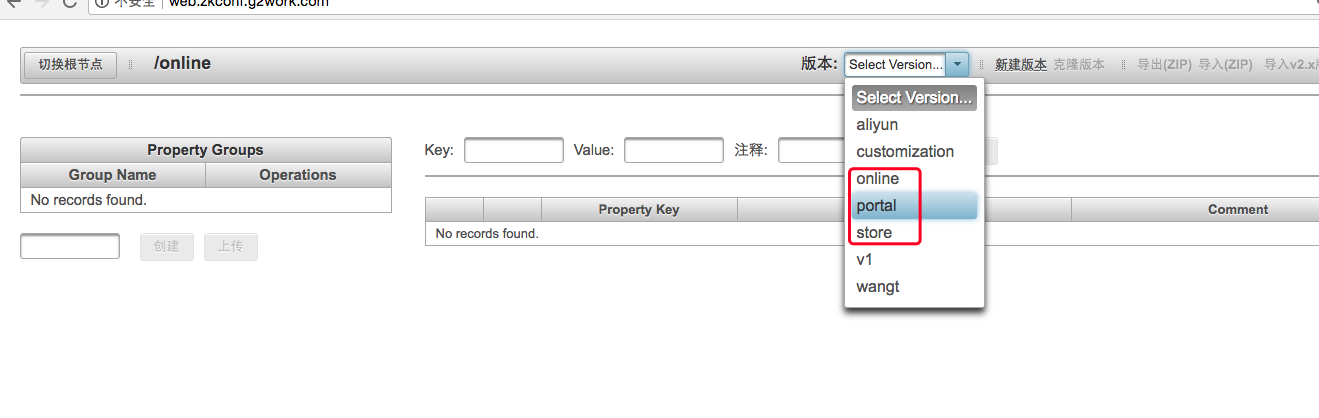 不安全 web.zkconf.g2work.com
切换根节点 /online 版本: Select Version... 新建版本 克隆版本 导出(ZIP) 导入(ZIP) 导入v2.x
Select Version...
aliyun
customization
online
portal
store
v1
wangt
Property Groups
Group Name Operations
No records found.
创建 上传
Key: Value: 注释:
Property Key Comment
No records found.